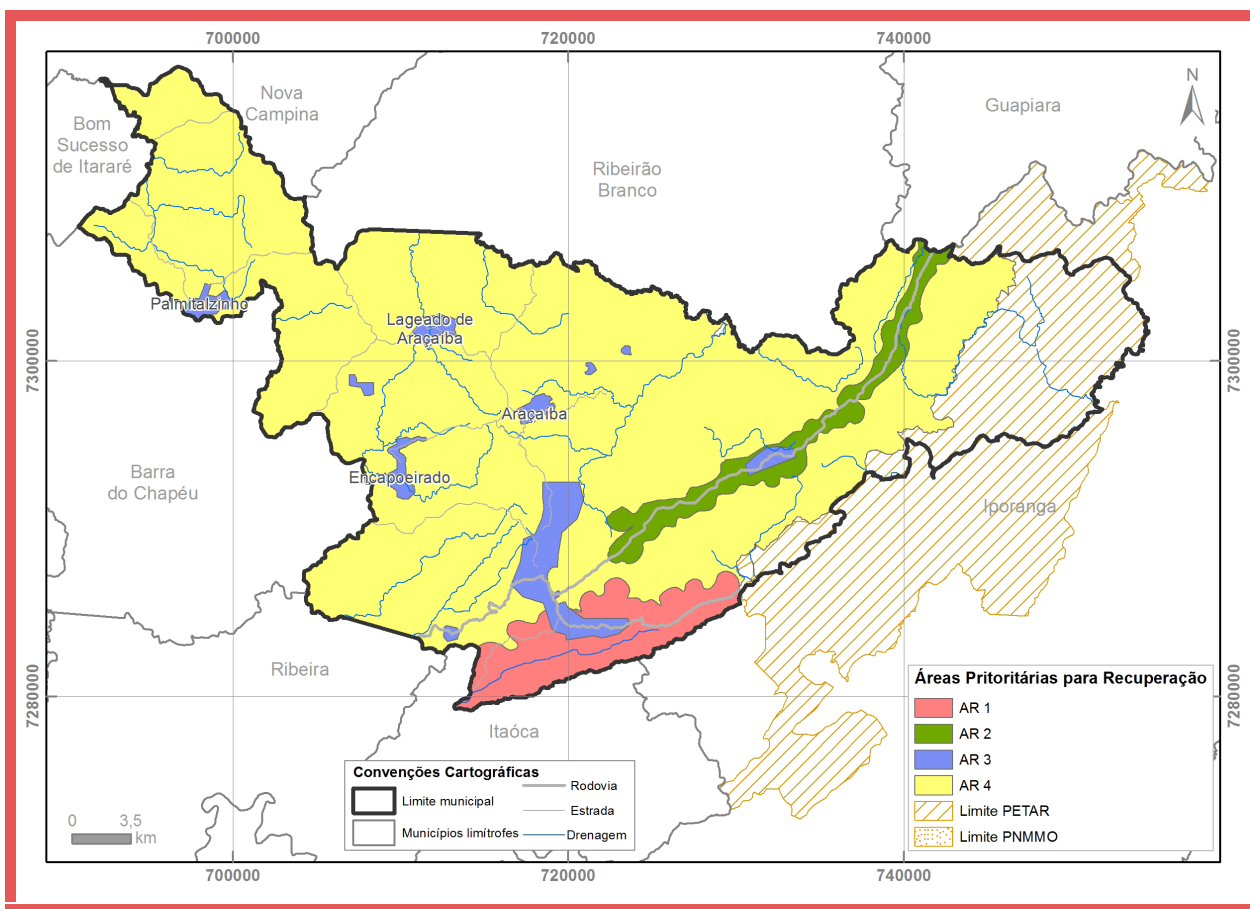 700000
720000
740000
N
Nova
Campina
Guapiara
Bom
Sucesso
de Itararé
Ribeirão
Branco
Palmitalzinho
Lageado de
Araçaíba
7300000
7300000
Araçaíba
Encapoeirado
Barra
do Chapéu
Iporanga
Ribeira
Itaóca
7280000
7280000
Áreas Pritoritárias para Recuperação
AR 1
AR 2
AR 3
AR 4
Limite PETAR
Limite PNMMO
Convenções Cartográficas
Limite municipal
Municípios limítrofes
Rodovia
Estrada
Drenagem
0 3,5
km
700000
720000
740000